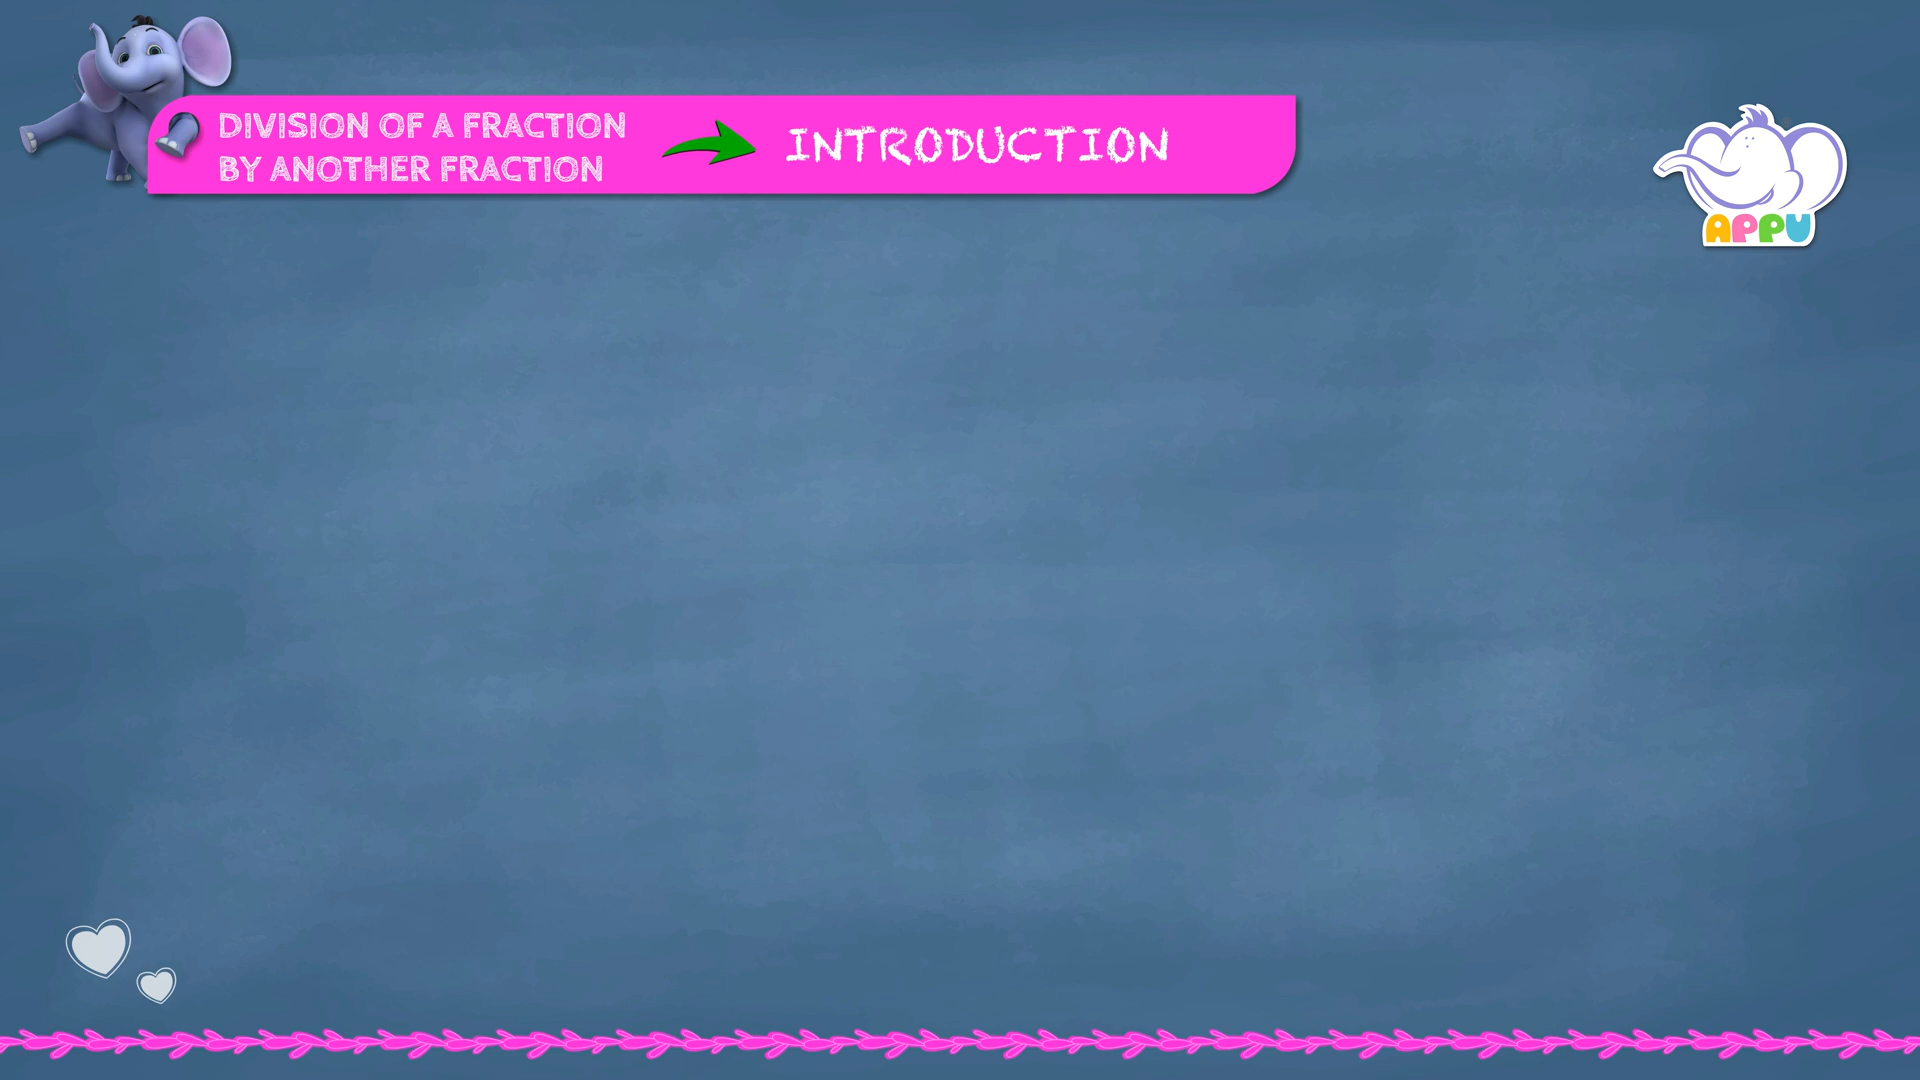 DIVISION OF A FRACTION
BY ANOTHER FRACTION
INTRODUCTION
APPU